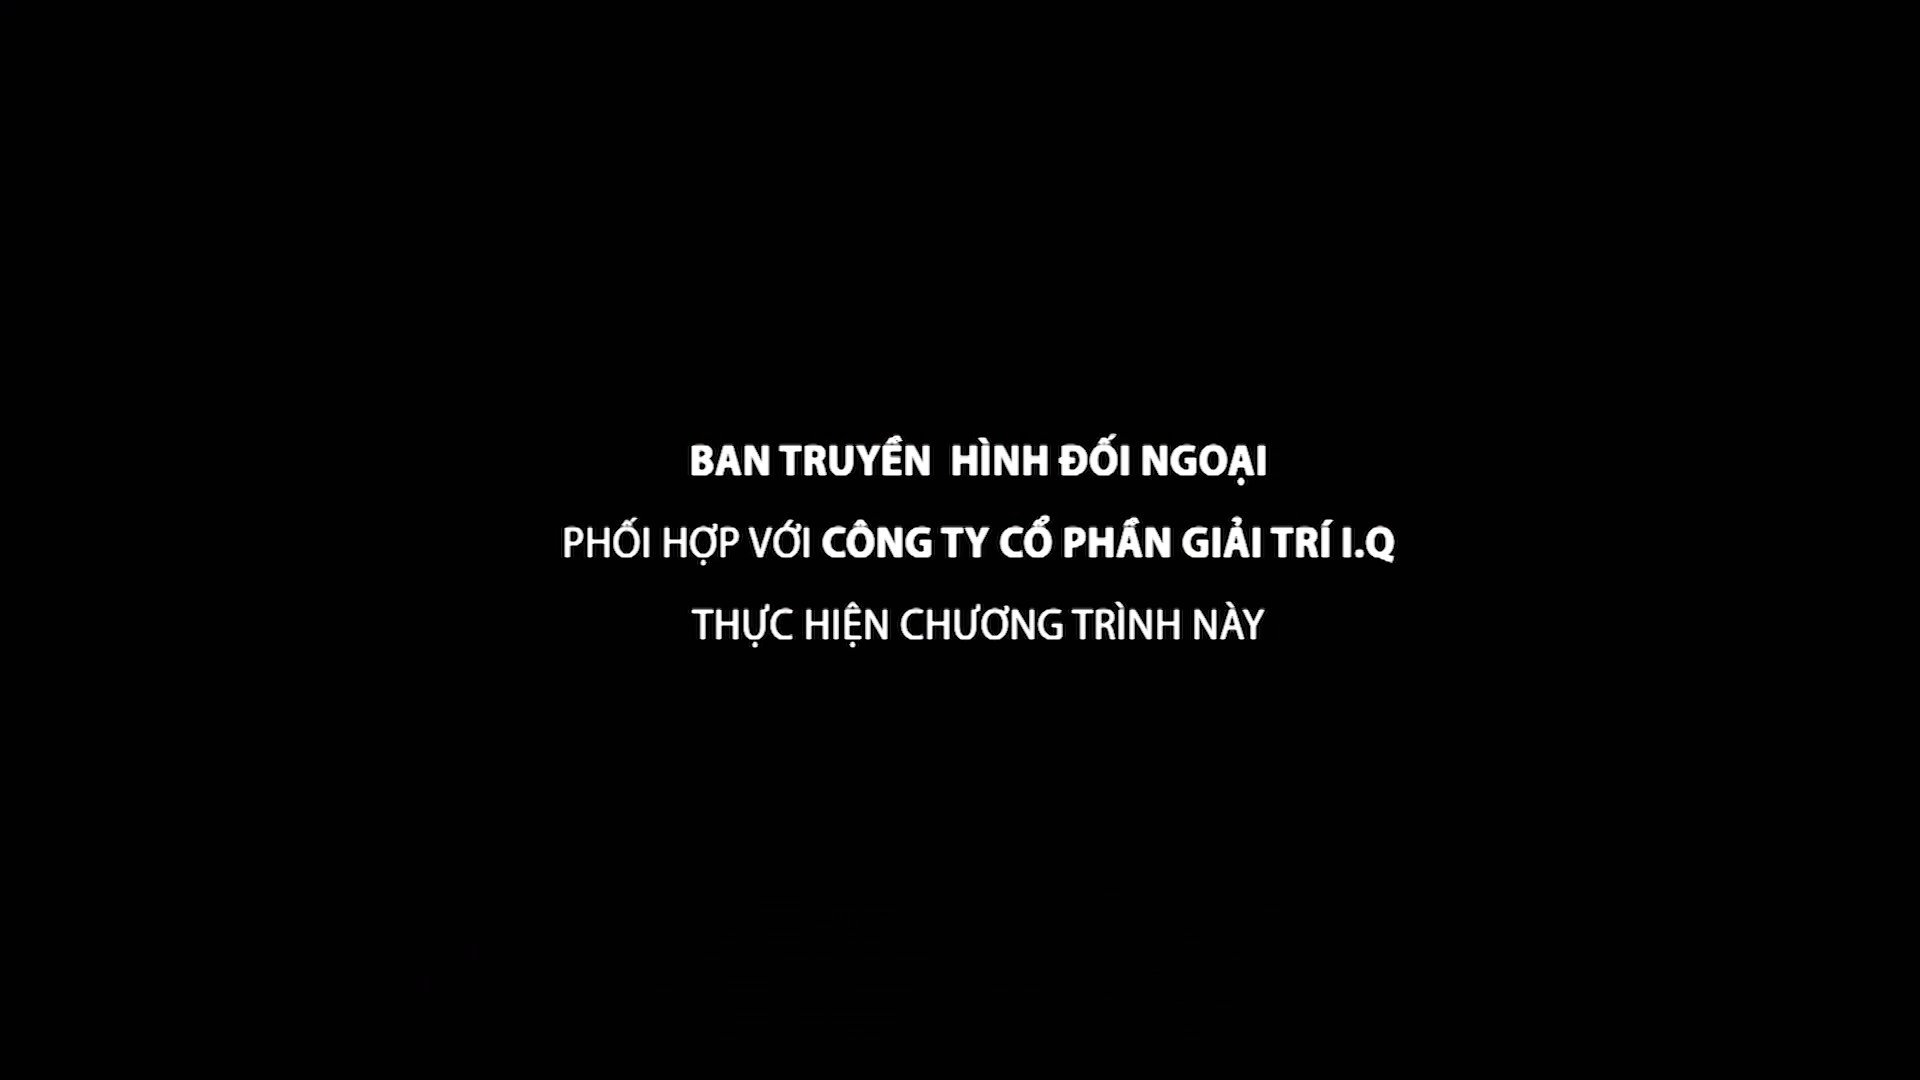 BAN TRUYỀN HÌNH ĐỐI NGOẠI
PHỐI HỢP VỚI CÔNG TY CỔ PHẦN GIẢI TRÍ I.Q
THỰC HIỆN CHƯƠNG TRÌNH NÀY